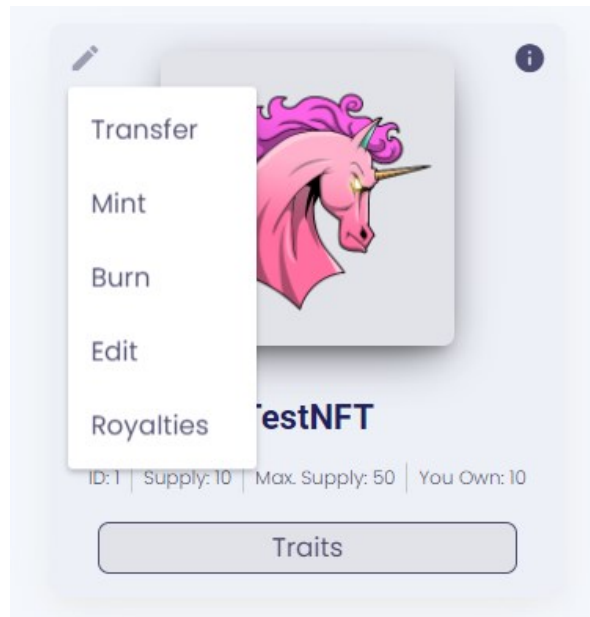 Transfer
Mint
Burn
Edit
Royalties
TestNFT
ID: 1 Supply: 10 Max. Supply: 50 You Own: 10
Traits